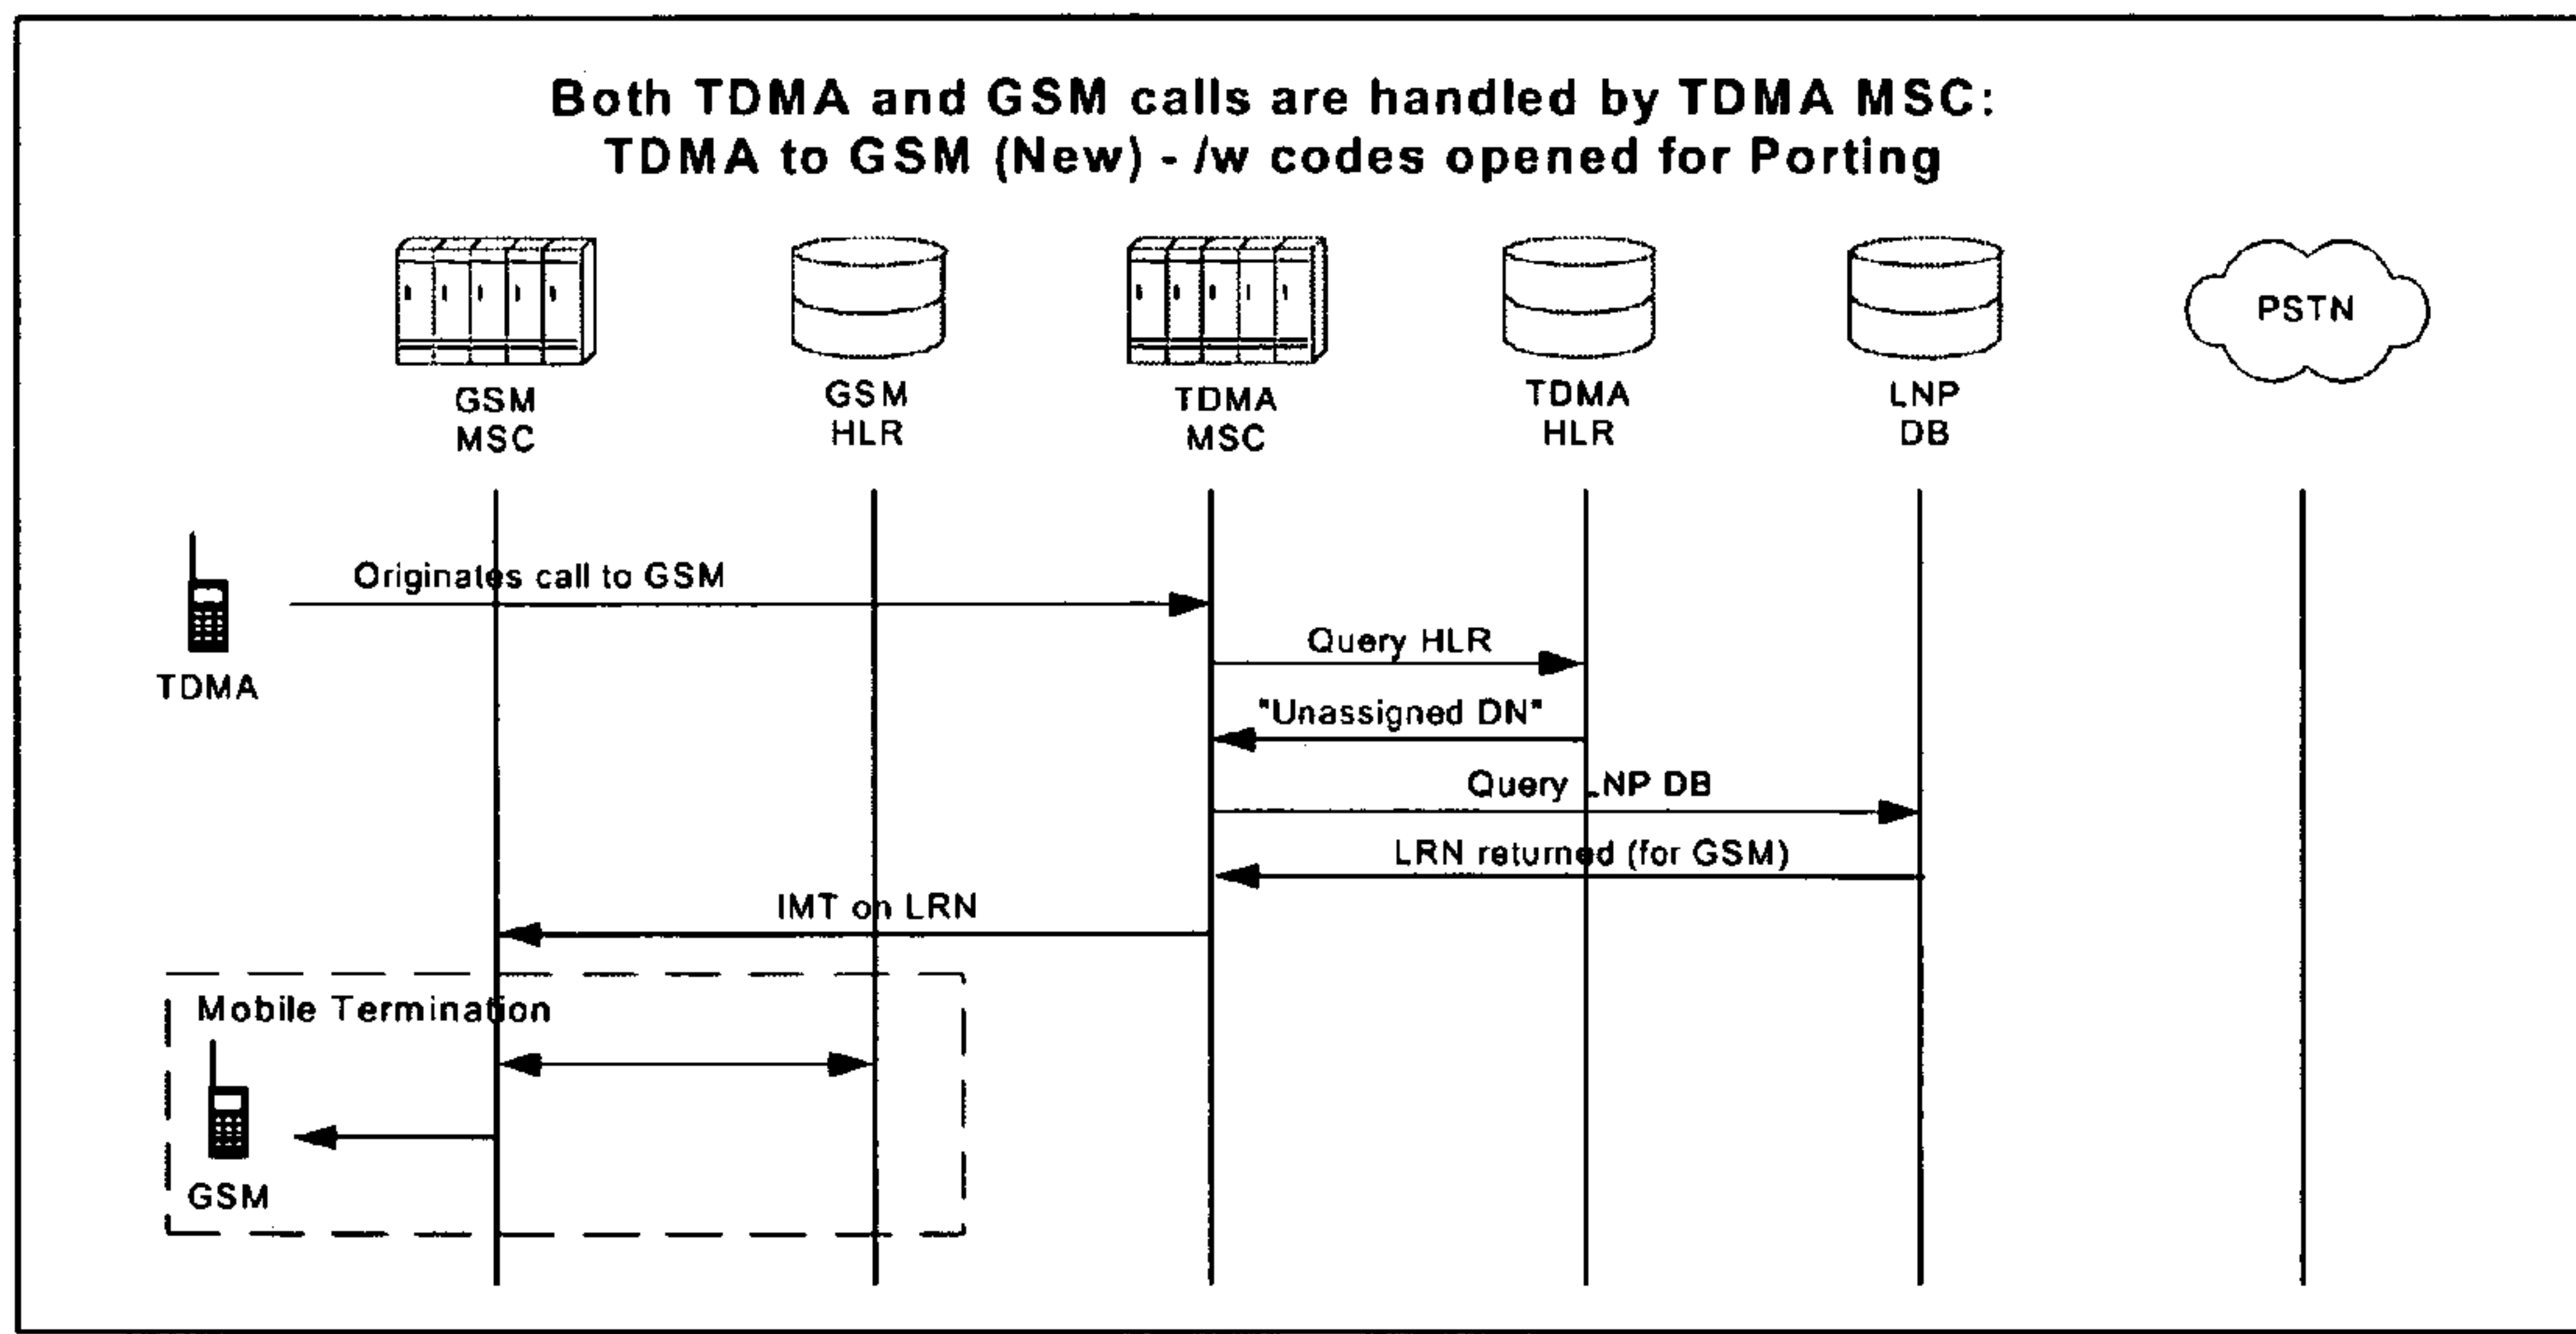 Both TDMA and GSM calls are handled by TDMA MSC:
TDMA to GSM (New) - /w codes opened for Porting
GSM
MSC
GSM
HLR
TDMA
MSC
TDMA
HLR
LNP
DB
PSTN
Originates call to GSM
TDMA
Query HLR
"Unassigned DN"
Query LNP DB
LRN returned (for GSM)
IMT on LRN
Mobile Termination
GSM